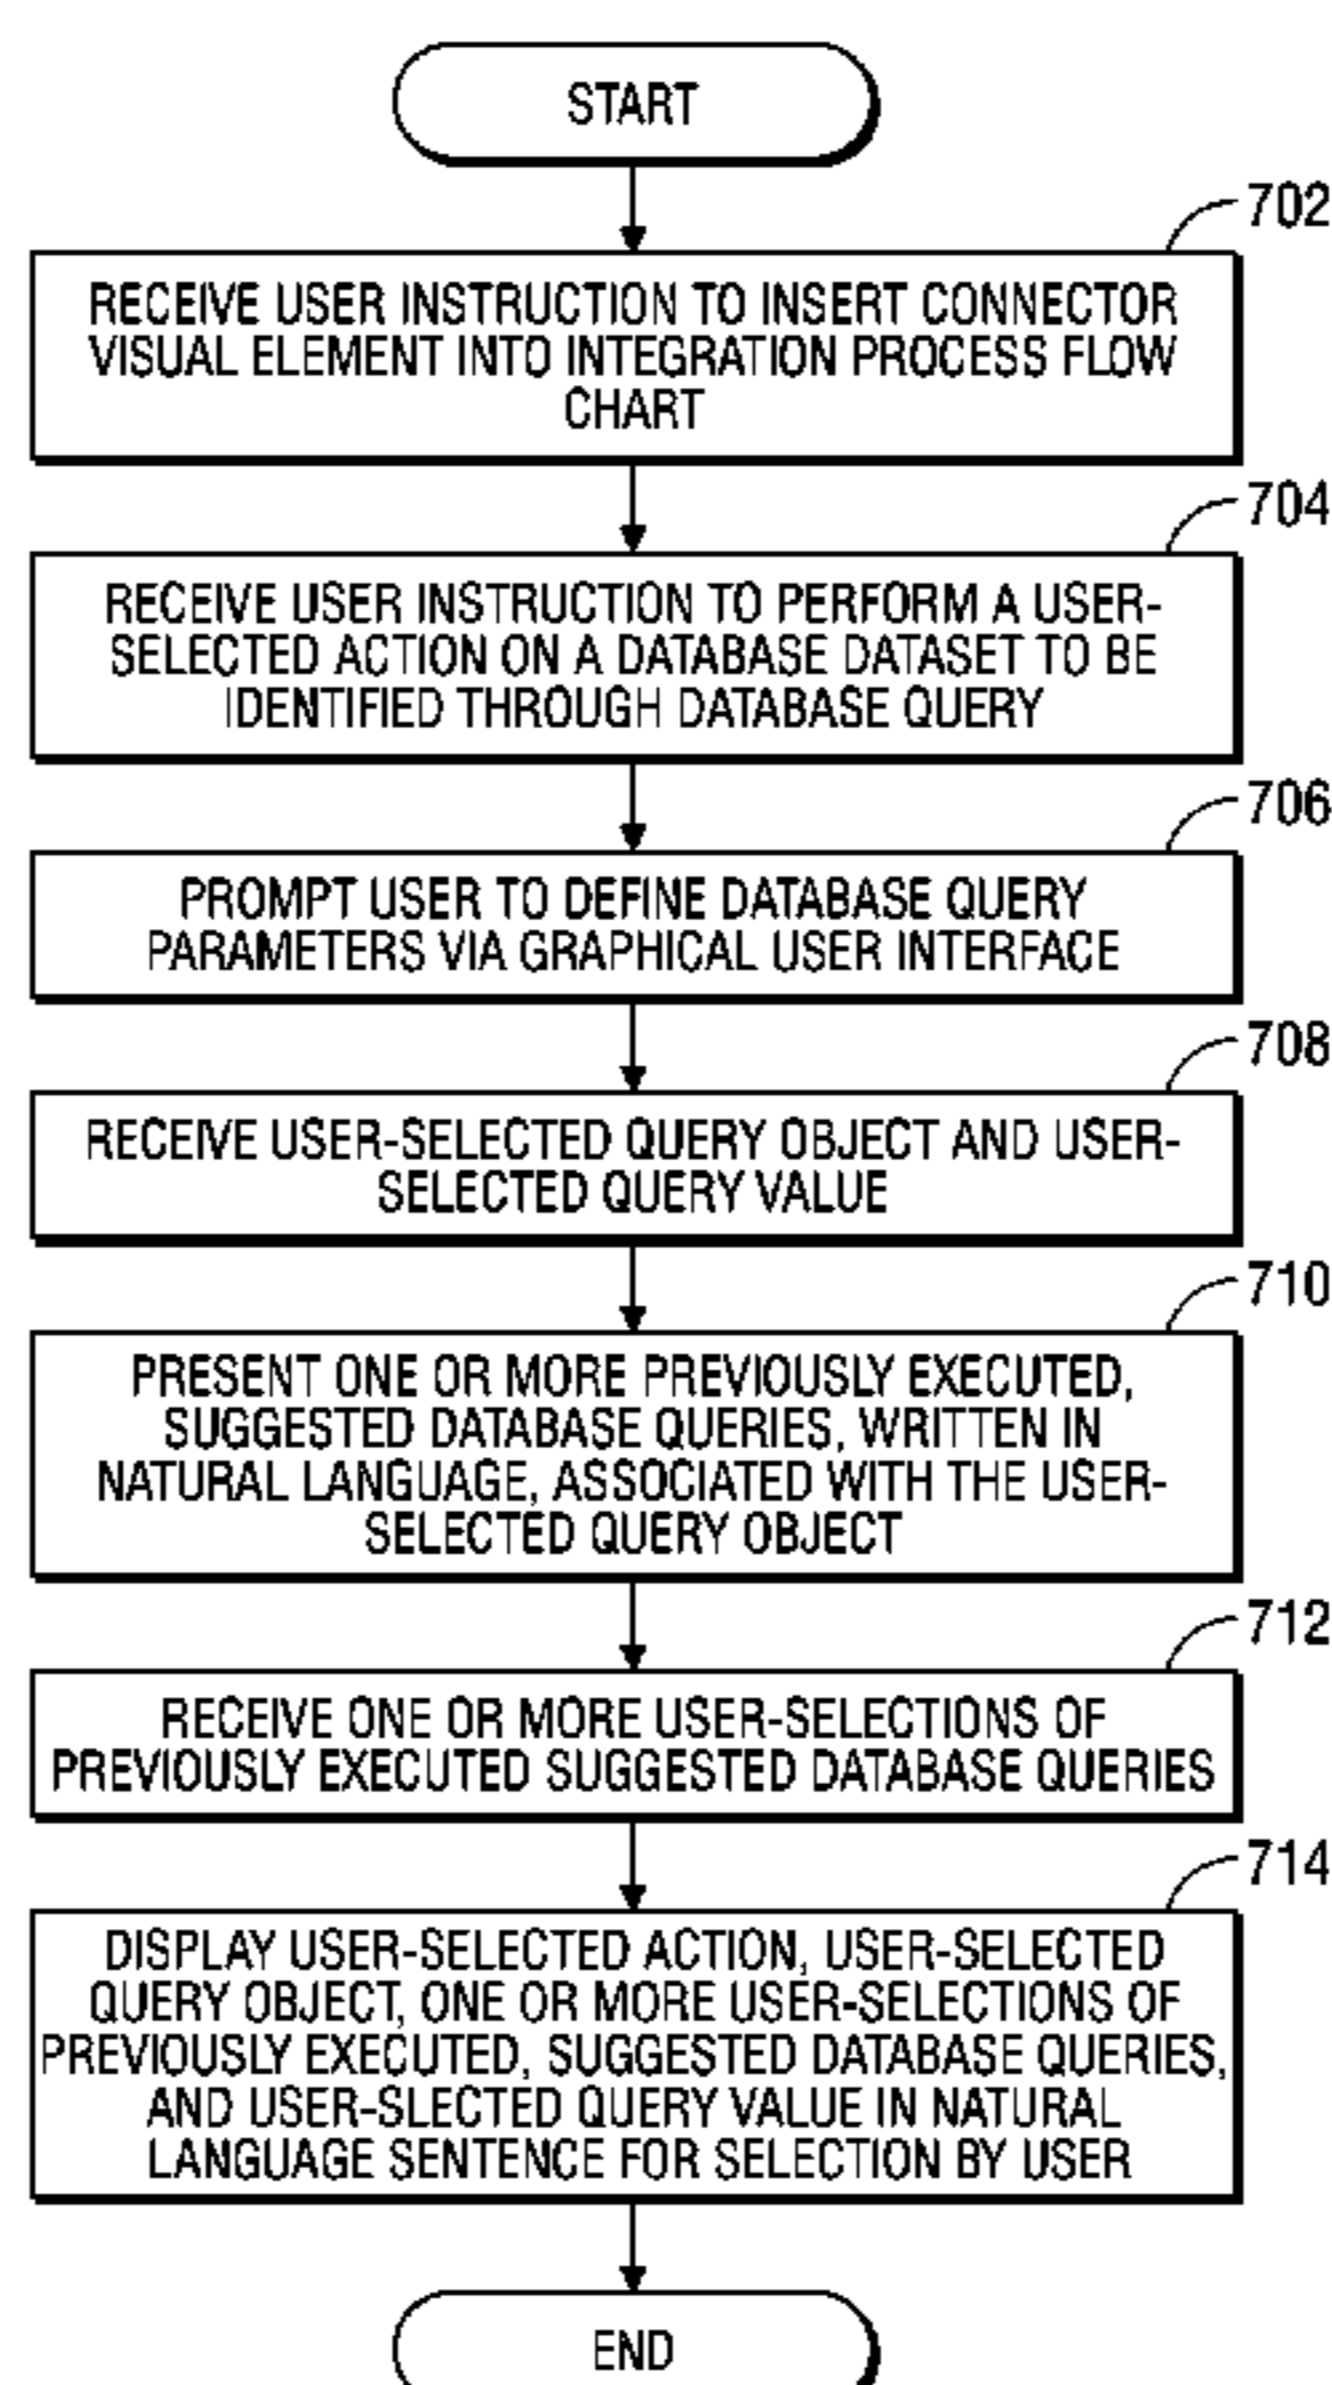 START
702
RECEIVE USER INSTRUCTION TO INSERT CONNECTOR
VISUAL ELEMENT INTO INTEGRATION PROCESS FLOW
CHART
704
RECEIVE USER INSTRUCTION TO PERFORM A USER-
SELECTED ACTION ON A DATABASE DATASET TO BE
IDENTIFIED THROUGH DATABASE QUERY
706
PROMPT USER TO DEFINE DATABASE QUERY
PARAMETERS VIA GRAPHICAL USER INTERFACE
708
RECEIVE USER-SELECTED QUERY OBJECT AND USER-
SELECTED QUERY VALUE
710
PRESENT ONE OR MORE PREVIOUSLY EXECUTED,
SUGGESTED DATABASE QUERIES, WRITTEN IN
NATURAL LANGUAGE, ASSOCIATED WITH THE USER-
SELECTED QUERY OBJECT
712
RECEIVE ONE OR MORE USER-SELECTIONS OF
PREVIOUSLY EXECUTED SUGGESTED DATABASE QUERIES
714
DISPLAY USER-SELECTED ACTION, USER-SELECTED
QUERY OBJECT, ONE OR MORE USER-SELECTIONS OF
PREVIOUSLY EXECUTED, SUGGESTED DATABASE QUERIES,
AND USER-SLECTED QUERY VALUE IN NATURAL
LANGUAGE SENTENCE FOR SELECTION BY USER
END